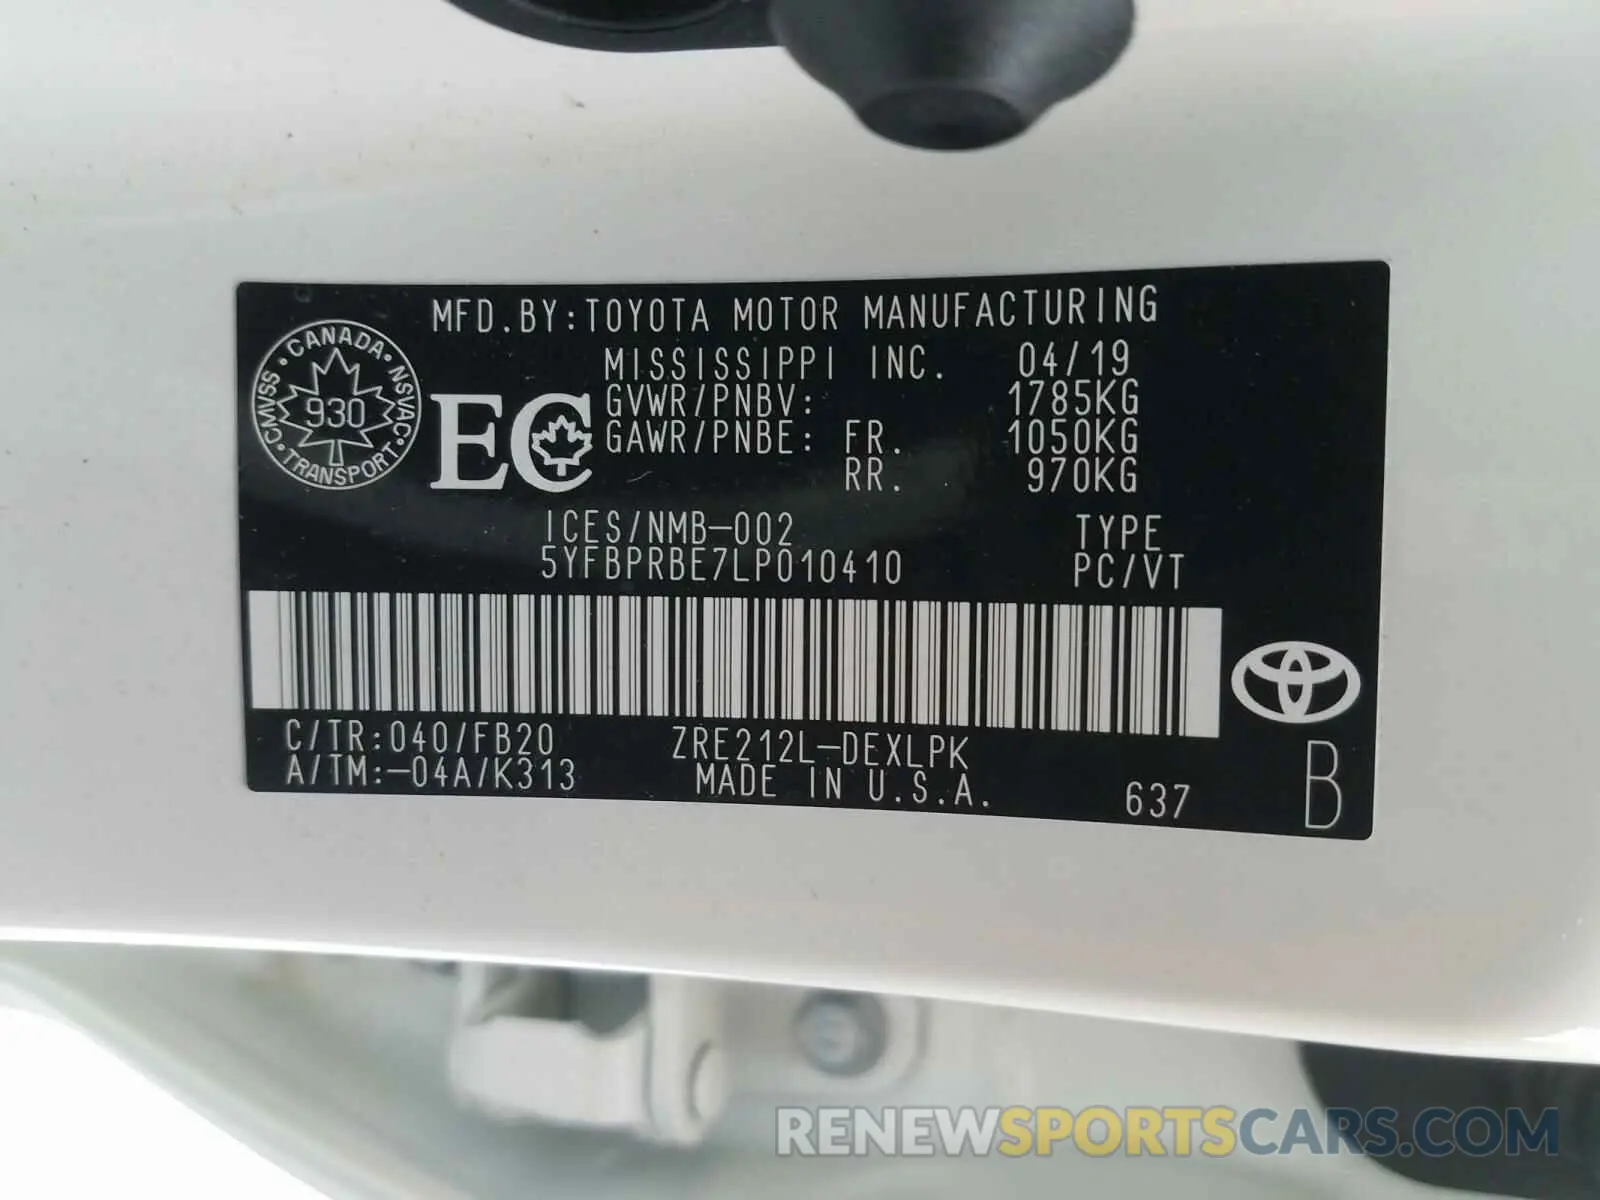 MFD.BY:TOYOTA MOTOR MANUFACTURING
MISSISSIPPI INC. 04/19
GVWR/PNBV: 1785KG
GAWR/PNBE: FR. 1050KG
RR. 970KG
CANADA
NSVAC
TRANSPORT
CMVSS
930
EC
ICES/NMB-002 TYPE
5YFBPRBE7LP010410 PC/VT
C/TR:040/FB20 ZRE212L-DEXLPK
A/TM:-04A/K313 MADE IN U.S.A. 637 B
RENEWSPORTSCARS.COM